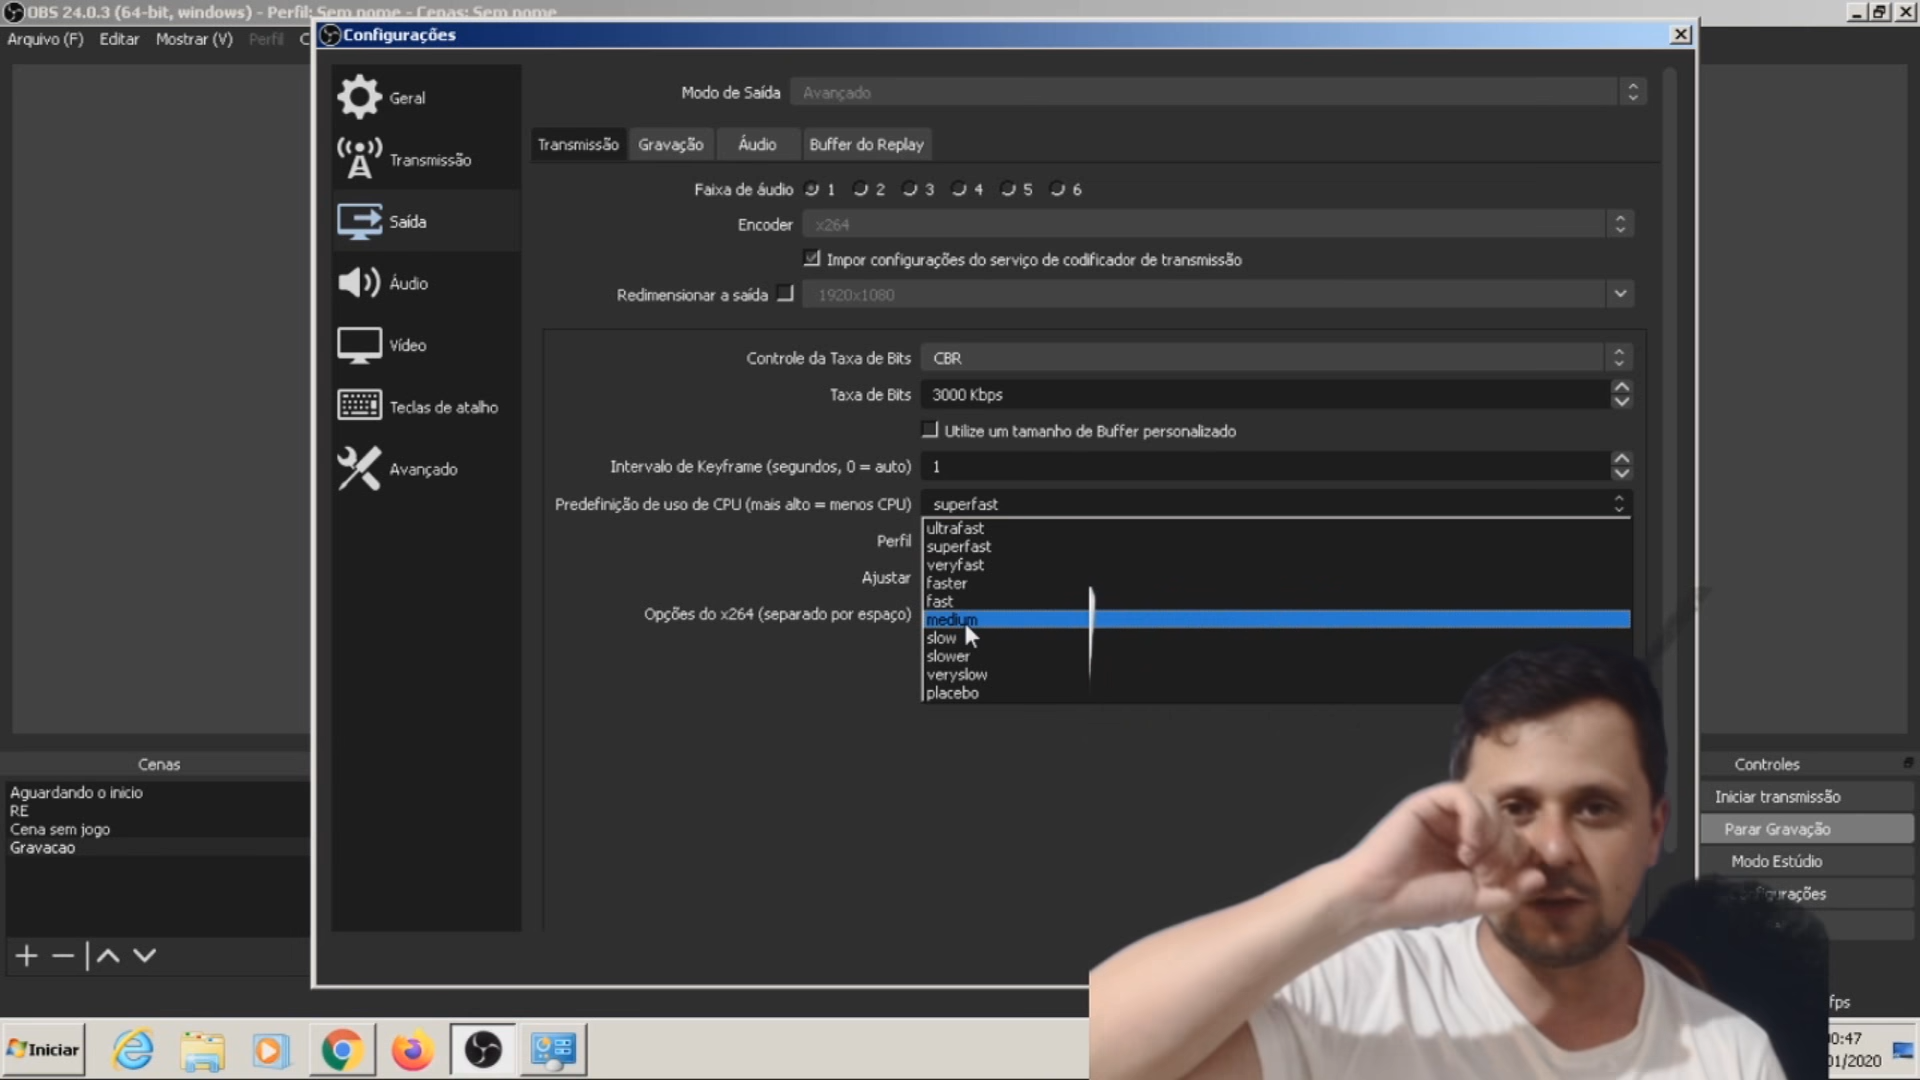 OBS 24.0.3 (64-bit, windows) - Perfil: Sem nome - Cenas: Sem nome
Arquivo (F) Editar Mostrar (V) Perfil
Configurações
Geral
Transmissão
Saída
Áudio
Vídeo
Teclas de atalho
Avançado
Modo de Saída Avançado
Transmissão Gravação Áudio Buffer do Replay
Faixa de áudio 1 2 3 4 5 6
Encoder x264
Impor configurações do serviço de codificador de transmissão
Redimensionar a saída 1920x1080
Controle da Taxa de Bits CBR
Taxa de Bits 3000 Kbps
Utilize um tamanho de Buffer personalizado
Intervalo de Keyframe (segundos, 0 = auto) 1
Predefinição de uso de CPU (mais alto = menos CPU) superfast
ultrafast
superfast
veryfast
faster
fast
medium
slow
slower
veryslow
placebo
Perfil
Ajustar
Opções do x264 (separado por espaço)
Cenas
Aguardando o inicio
RE
Cena sem jogo
Gravacao
Controles
Iniciar transmissão
Parar Gravação
Modo Estúdio
Configurações
fps
Iniciar
0:47
01/2020